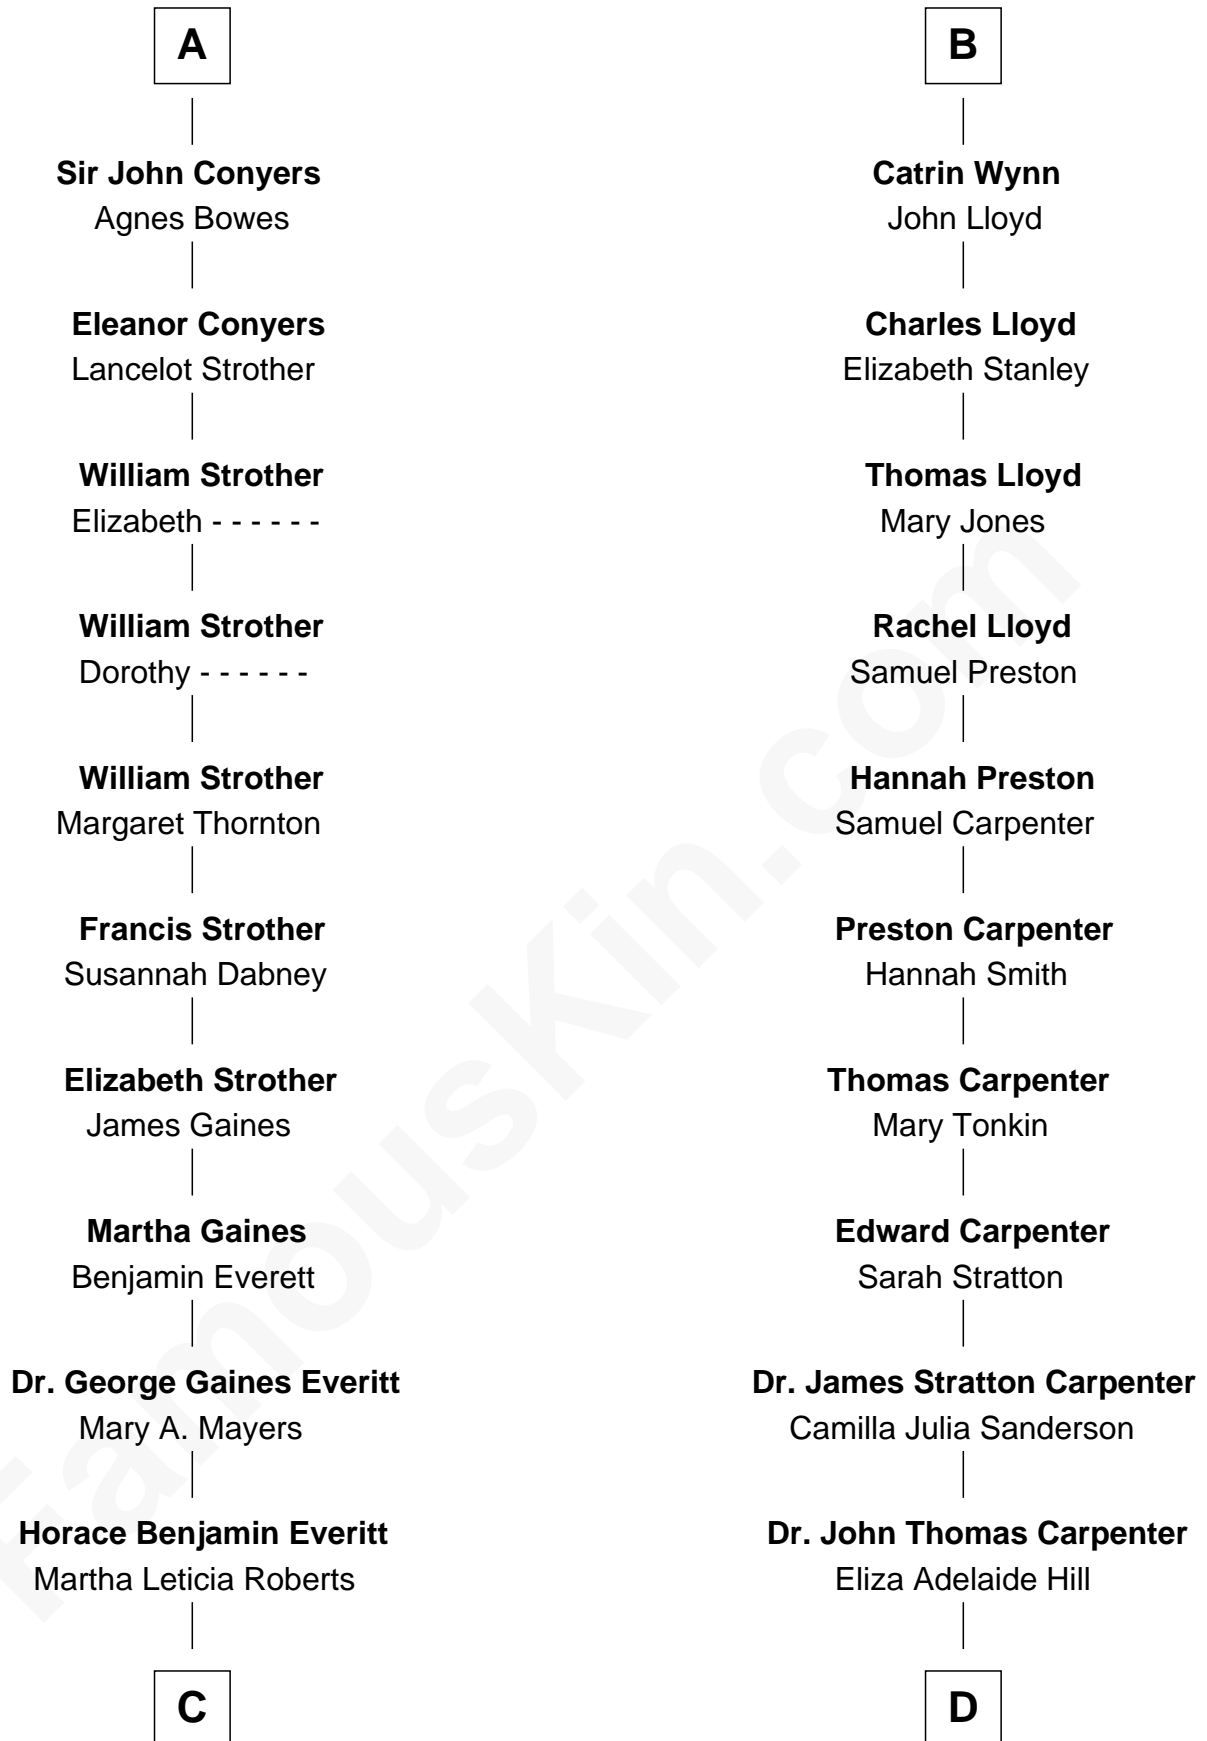 A
Sir John Conyers
Agnes Bowes
Eleanor Conyers
Lancelot Strother
William Strother
Elizabeth - - - - - -
William Strother
Dorothy - - - - - -
William Strother
Margaret Thornton
Francis Strother
Susannah Dabney
Elizabeth Strother
James Gaines
Martha Gaines
Benjamin Everett
Dr. George Gaines Everitt
Mary A. Mayers
Horace Benjamin Everitt
Martha Leticia Roberts
C
B
Catrin Wynn
John Lloyd
Charles Lloyd
Elizabeth Stanley
Thomas Lloyd
Mary Jones
Rachel Lloyd
Samuel Preston
Hannah Preston
Samuel Carpenter
Preston Carpenter
Hannah Smith
Thomas Carpenter
Mary Tonkin
Edward Carpenter
Sarah Stratton
Dr. James Stratton Carpenter
Camilla Julia Sanderson
Dr. John Thomas Carpenter
Eliza Adelaide Hill
D
FamousKin.com